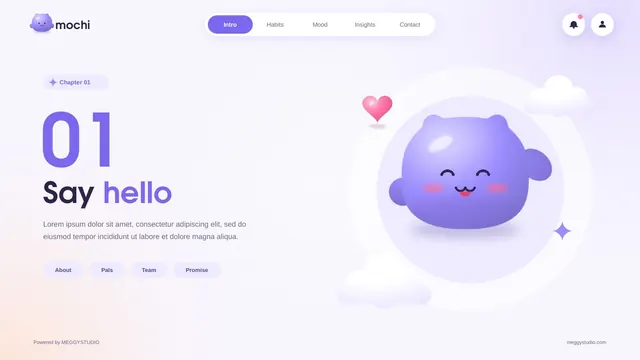 mochi
Intro
Habits
Mood
Insights
Contact
Chapter 01
01
Say hello
Lorem ipsum dolor sit amet, consectetur adipiscing elit, sed do
eiusmod tempor incididunt ut labore et dolore magna aliqua.
About
Pals
Team
Promise
Powered by MEGGYSTUDIO
meggystudio.com